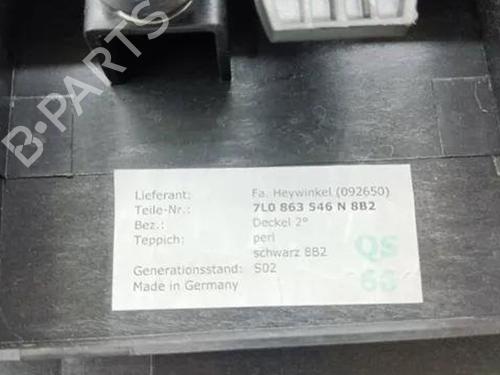 B-PARTS
Lieferant: Fa. Heywinkel (092650)
Teile-Nr.: 7L0 863 546 N 8B2
Bez.: Deckel 2°
Teppich: perl
schwarz 8B2
Generationsstand: S02
Made in Germany
QS
63